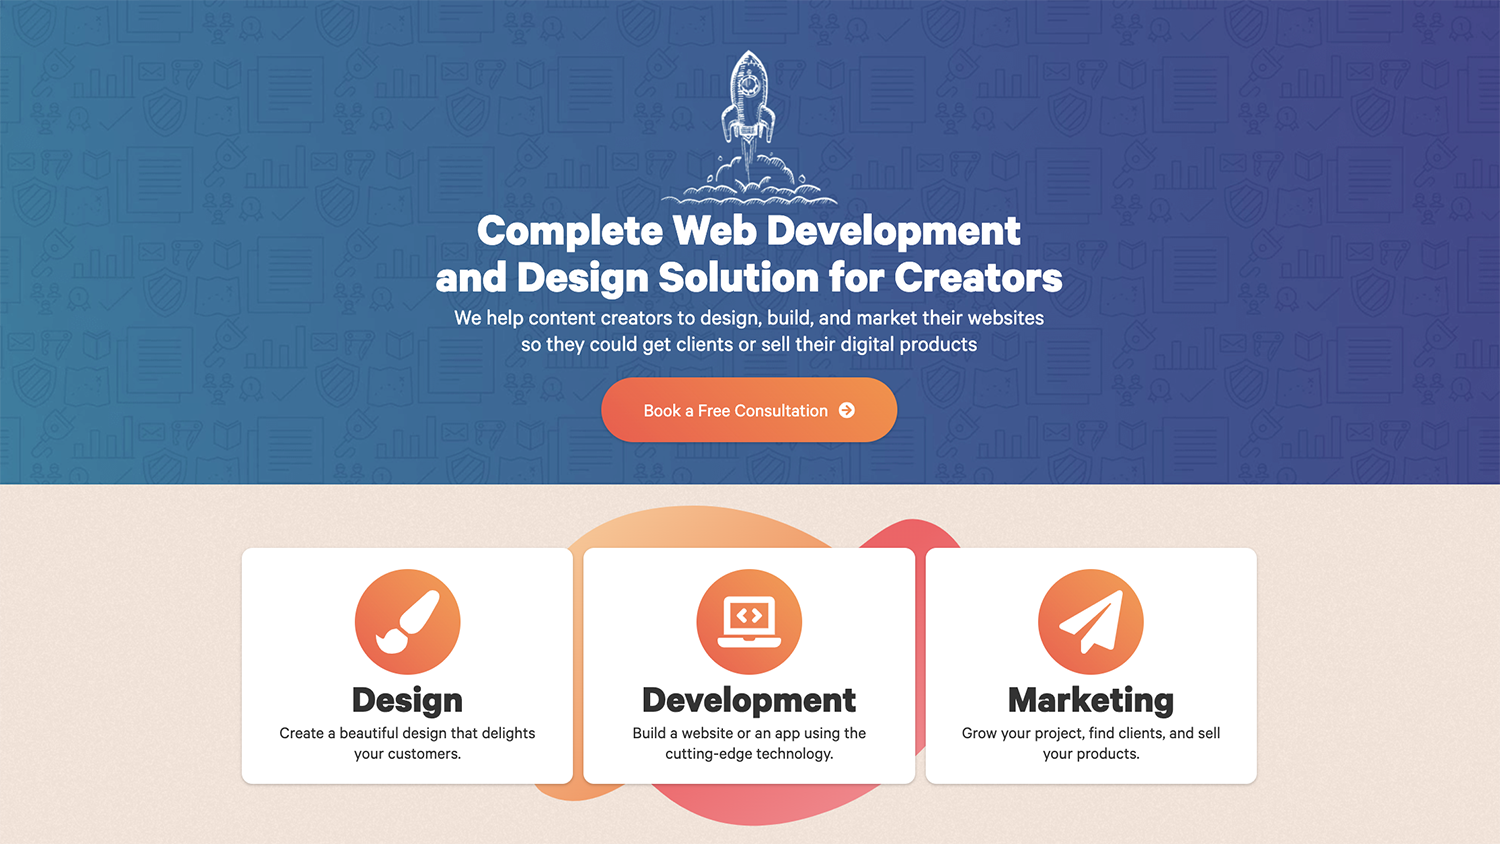 Complete Web Development
and Design Solution for Creators
We help content creators to design, build, and market their websites
so they could get clients or sell their digital products
Book a Free Consultation
Design
Create a beautiful design that delights
your customers.
Development
Build a website or an app using the
cutting-edge technology.
Marketing
Grow your project, find clients, and sell
your products.